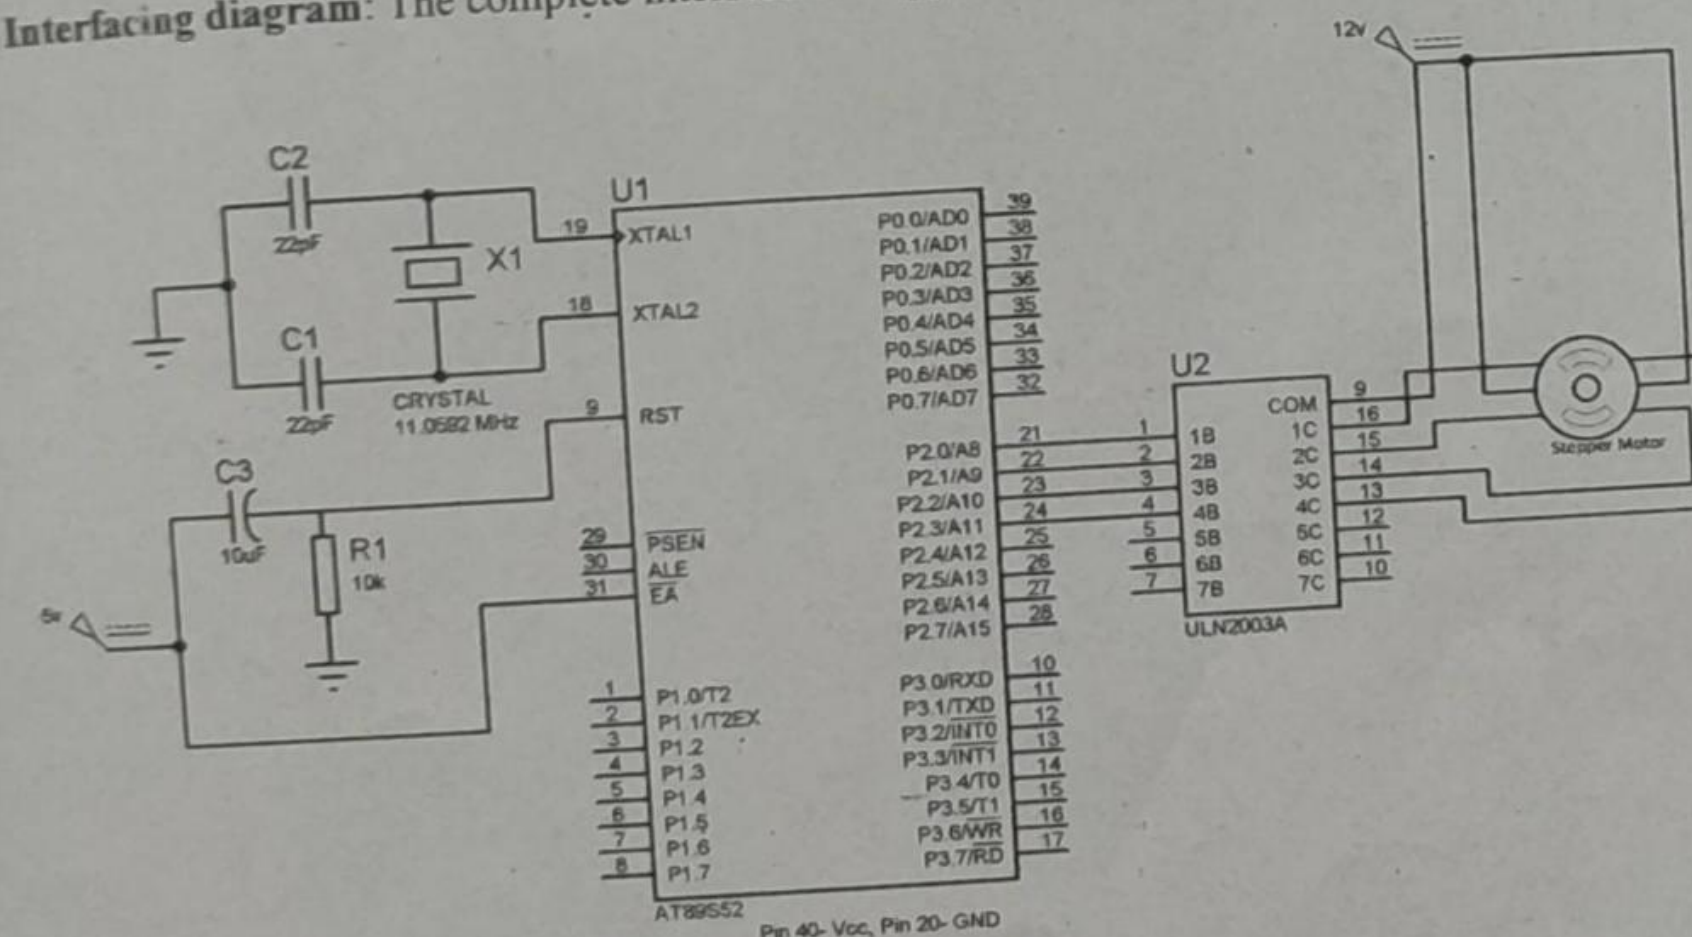 Interfacing diagram: The complete
12v
C2
22pF
X1
C1
22pF
CRYSTAL
11.0592 MHz
C3
10uF
R1
10k
5v
U1
19 XTAL1
18 XTAL2
9 RST
29 PSEN
30 ALE
31 EA
1 P1.0/T2
2 P1.1/T2EX
3 P1.2
4 P1.3
5 P1.4
6 P1.5
7 P1.6
8 P1.7
P0.0/AD0 39
P0.1/AD1 38
P0.2/AD2 37
P0.3/AD3 36
P0.4/AD4 35
P0.5/AD5 34
P0.6/AD6 33
P0.7/AD7 32
P2.0/A8 21
P2.1/A9 22
P2.2/A10 23
P2.3/A11 24
P2.4/A12 25
P2.5/A13 26
P2.6/A14 27
P2.7/A15 28
P3.0/RXD 10
P3.1/TXD 11
P3.2/INT0 12
P3.3/INT1 13
P3.4/T0 14
P3.5/T1 15
P3.6/WR 16
P3.7/RD 17
AT89S52
Pin 40- Vcc, Pin 20- GND
U2
1 1B
2 2B
3 3B
4 4B
5 5B
6 6B
7 7B
COM 9
1C 16
2C 15
3C 14
4C 13
5C 12
6C 11
7C 10
ULN2003A
Stepper Motor